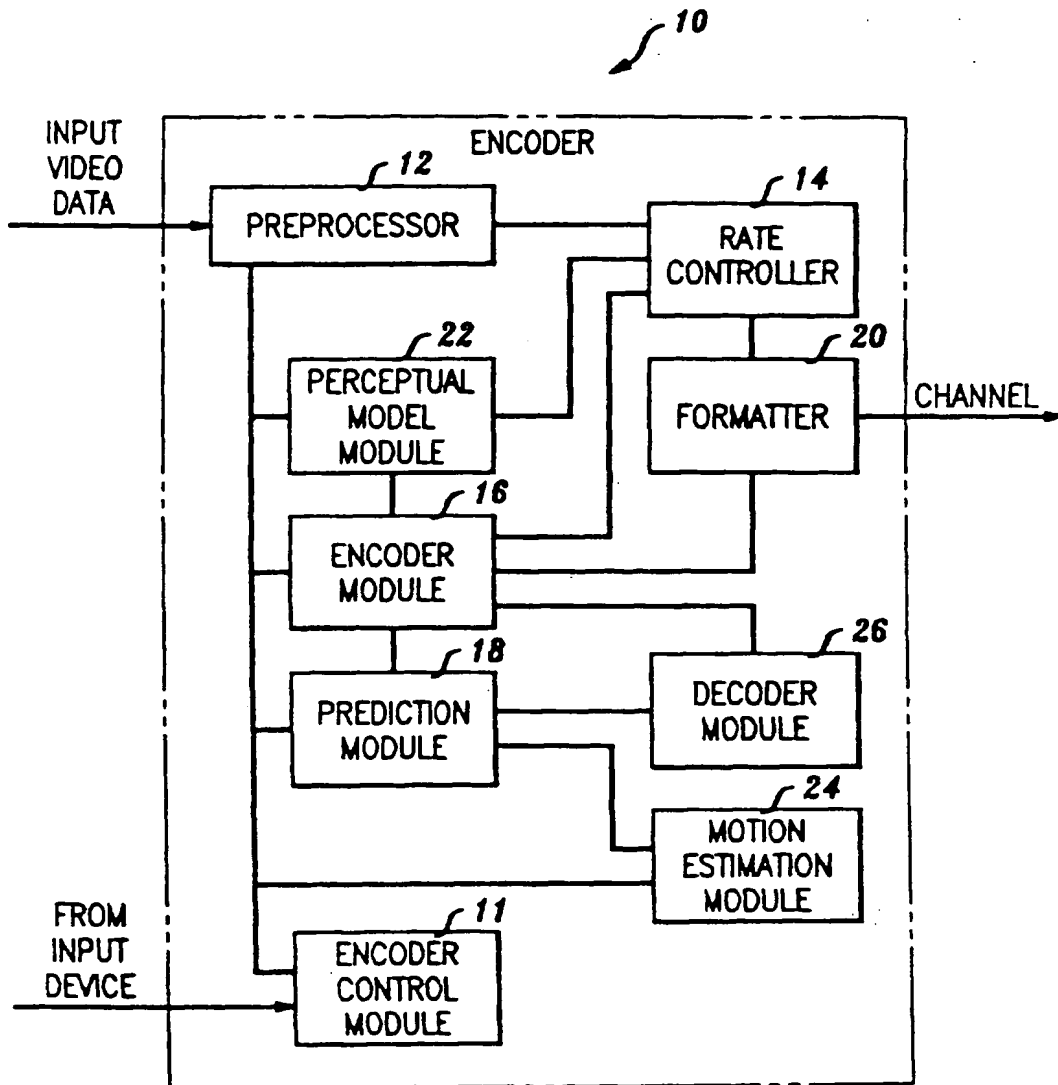 10
INPUT
VIDEO
DATA
ENCODER
12
PREPROCESSOR
14
RATE
CONTROLLER
22
PERCEPTUAL
MODEL
MODULE
20
FORMATTER
CHANNEL
16
ENCODER
MODULE
18
PREDICTION
MODULE
26
DECODER
MODULE
24
MOTION
ESTIMATION
MODULE
FROM
INPUT
DEVICE
11
ENCODER
CONTROL
MODULE